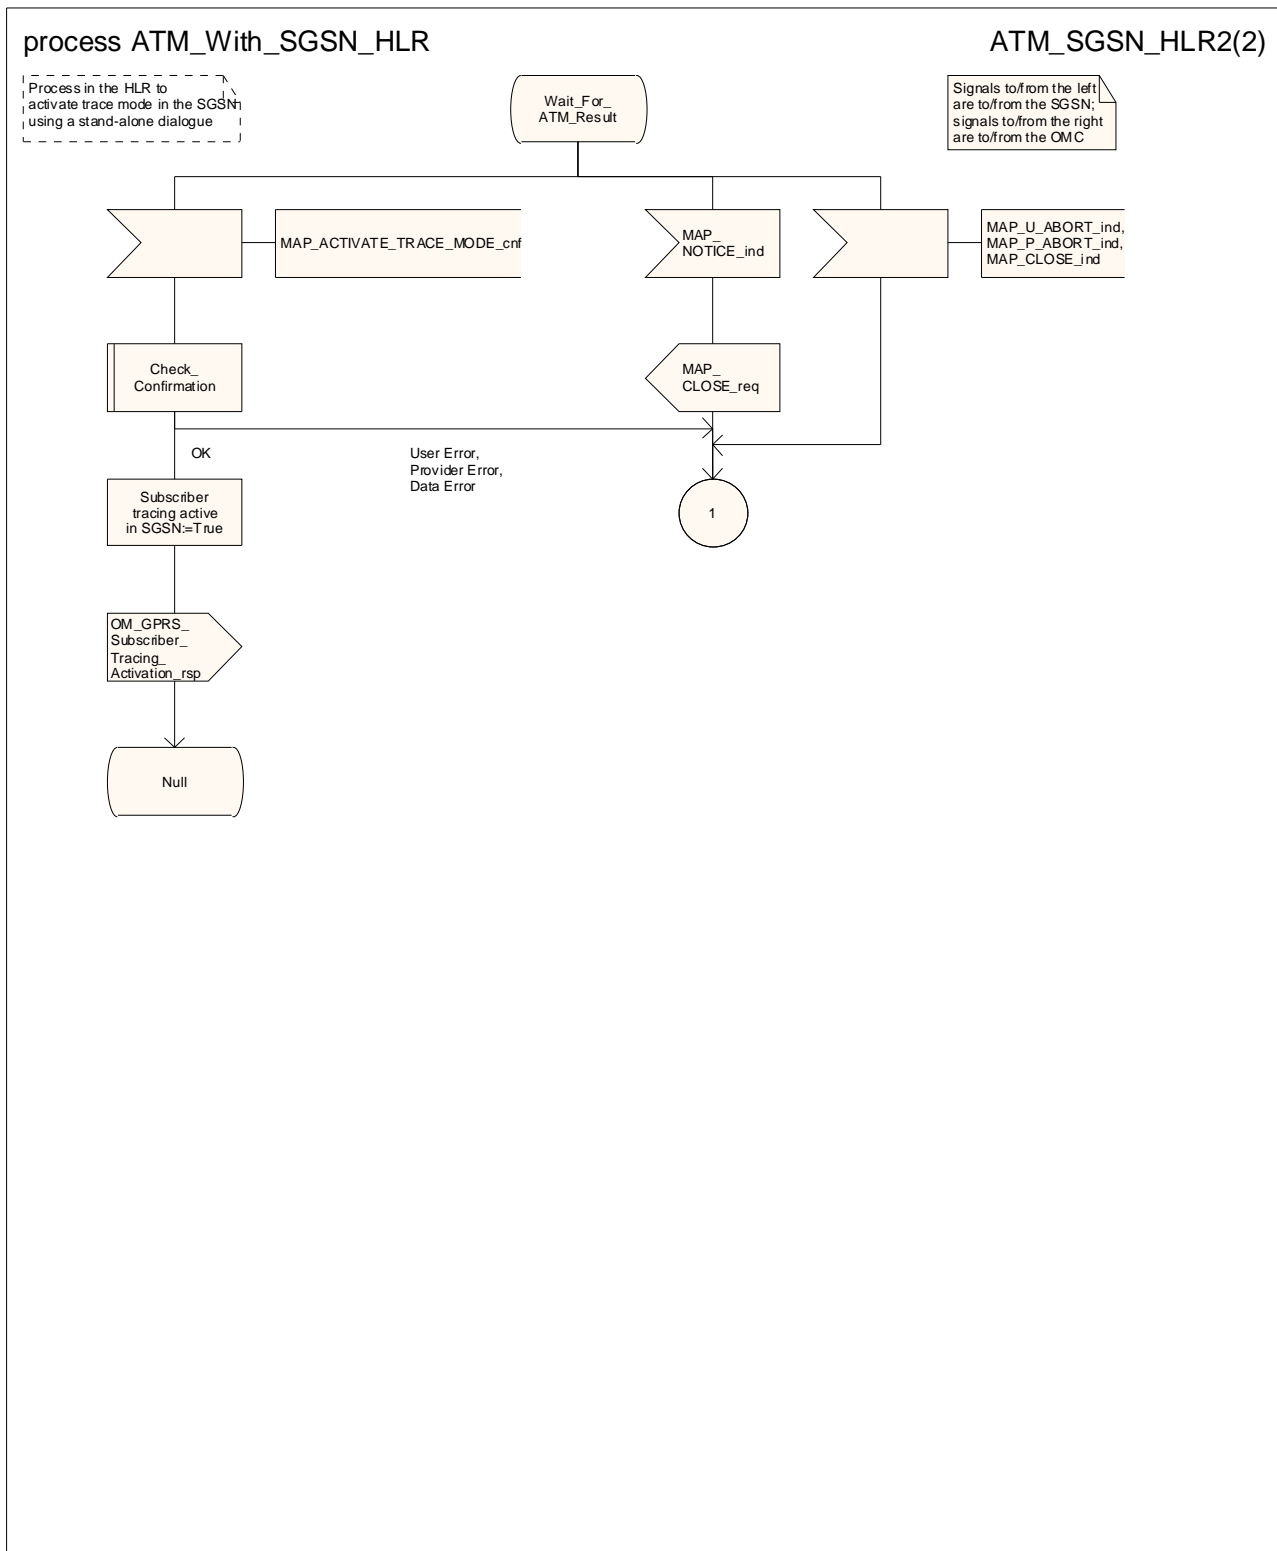 process ATM_With_SGSN_HLR
ATM_SGSN_HLR2(2)
Process in the HLR to
activate trace mode in the SGSN
using a stand-alone dialogue
Wait_For_
ATM_Result
Signals to/from the left
are to/from the SGSN;
signals to/from the right
are to/from the OMC
MAP_ACTIVATE_TRACE_MODE_cnf
MAP_
NOTICE_ind
MAP_U_ABORT_ind,
MAP_P_ABORT_ind,
MAP_CLOSE_ind
Check_
Confirmation
MAP_
CLOSE_req
OK
User Error,
Provider Error,
Data Error
Subscriber
tracing active
in SGSN:=True
1
OM_GPRS_
Subscriber_
Tracing_
Activation_rsp
Null